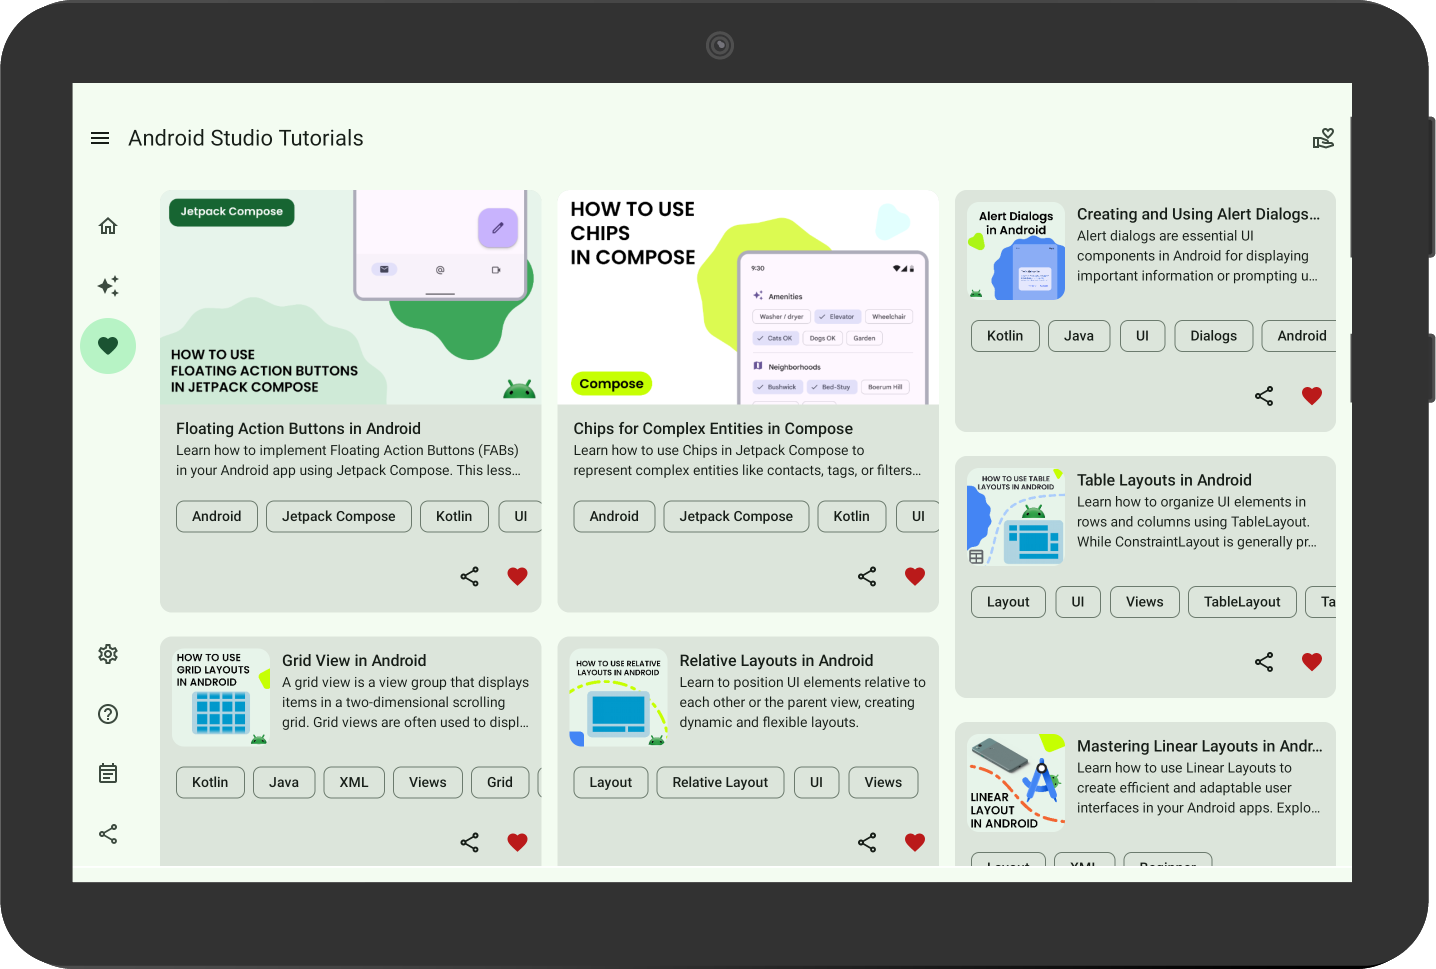 Android Studio Tutorials
Jetpack Compose
@
HOW TO USE
FLOATING ACTION BUTTONS
IN JETPACK COMPOSE
Floating Action Buttons in Android
Learn how to implement Floating Action Buttons (FABs)
in your Android app using Jetpack Compose. This less…
Android
Jetpack Compose
Kotlin
UI
HOW TO USE
CHIPS
IN COMPOSE
9:30
Amenities
Washer / dryer
Elevator
Wheelchair
Cats OK
Dogs OK
Garden
Neighborhoods
Bushwick
Bed-Stuy
Boerum Hill
Compose
Chips for Complex Entities in Compose
Learn how to use Chips in Jetpack Compose to
represent complex entities like contacts, tags, or filters…
Android
Jetpack Compose
Kotlin
UI
Alert Dialogs
in Android
Creating and Using Alert Dialogs…
Alert dialogs are essential UI
components in Android for displaying
important information or prompting u…
Kotlin
Java
UI
Dialogs
Android
HOW TO USE TABLE
LAYOUTS IN ANDROID
Table Layouts in Android
Learn how to organize UI elements in
rows and columns using TableLayout.
While ConstraintLayout is generally pr…
Layout
UI
Views
TableLayout
Ta
HOW TO USE
GRID LAYOUTS
IN ANDROID
Grid View in Android
A grid view is a view group that displays
items in a two-dimensional scrolling
grid. Grid views are often used to displ…
Kotlin
Java
XML
Views
Grid
HOW TO USE RELATIVE
LAYOUTS IN ANDROID
Relative Layouts in Android
Learn to position UI elements relative to
each other or the parent view, creating
dynamic and flexible layouts.
Layout
Relative Layout
UI
Views
LINEAR
LAYOUT
IN ANDROID
Mastering Linear Layouts in Andr…
Learn how to use Linear Layouts to
create efficient and adaptable user
interfaces in your Android apps. Explo…
Layout
XML
Beginner